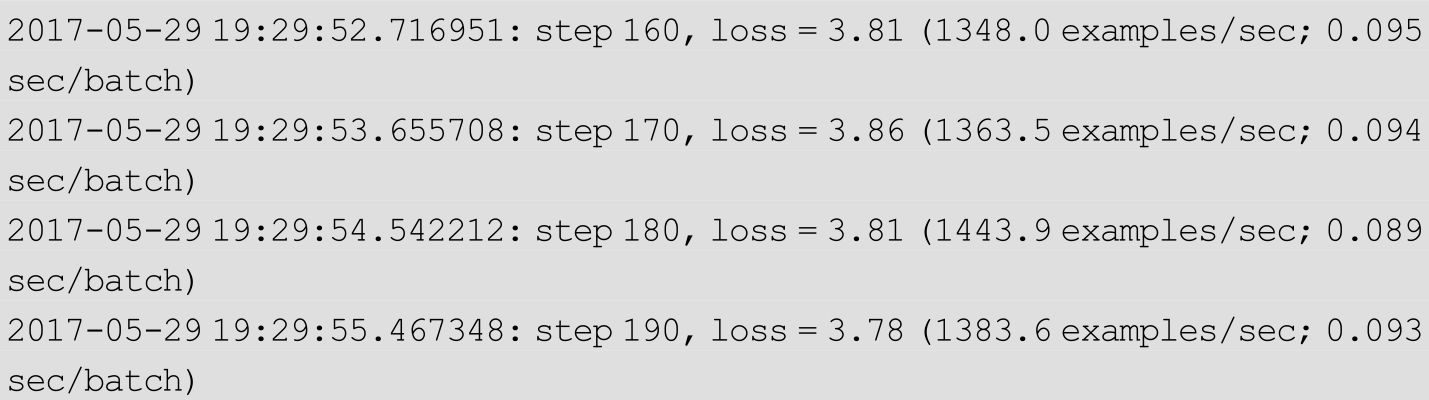 2017-05-29 19:29:52.716951: step 160, loss = 3.81 (1348.0 examples/sec; 0.095
sec/batch)
2017-05-29 19:29:53.655708: step 170, loss = 3.86 (1363.5 examples/sec; 0.094
sec/batch)
2017-05-29 19:29:54.542212: step 180, loss = 3.81 (1443.9 examples/sec; 0.089
sec/batch)
2017-05-29 19:29:55.467348: step 190, loss = 3.78 (1383.6 examples/sec; 0.093
sec/batch)